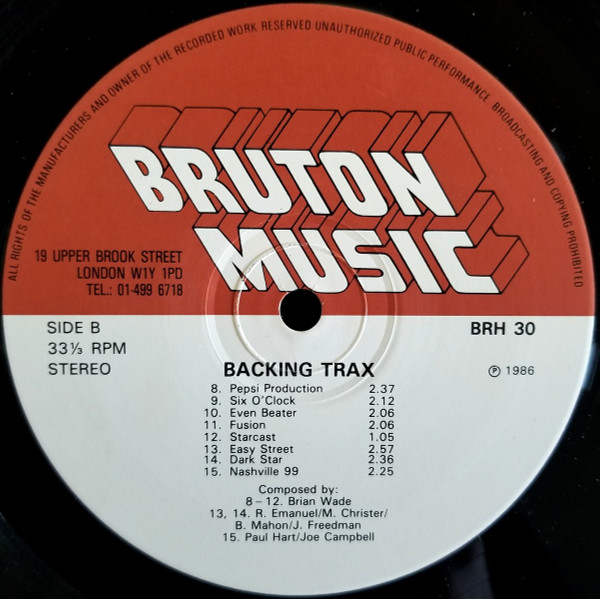 ALL RIGHTS OF THE MANUFACTURERS AND OWNER OF THE RECORDED WORK RESERVED UNAUTHORIZED PUBLIC PERFORMANCE. BROADCASTING AND COPYING PROHIBITED
BRUTON
MUSIC
19 UPPER BROOK STREET
LONDON W1Y 1PD
TEL.: 01-499 6718
SIDE B
33⅓ RPM
STEREO
BRH 30
℗ 1986
BACKING TRAX
8. Pepsi Production 2.37
9. Six O'Clock 2.12
10. Even Beater 2.06
11. Fusion 2.06
12. Starcast 1.05
13. Easy Street 2.57
14. Dark Star 2.36
15. Nashville 99 2.25
Composed by:
8 – 12. Brian Wade
13, 14. R. Emanuel/M. Christer/
B. Mahon/J. Freedman
15. Paul Hart/Joe Campbell